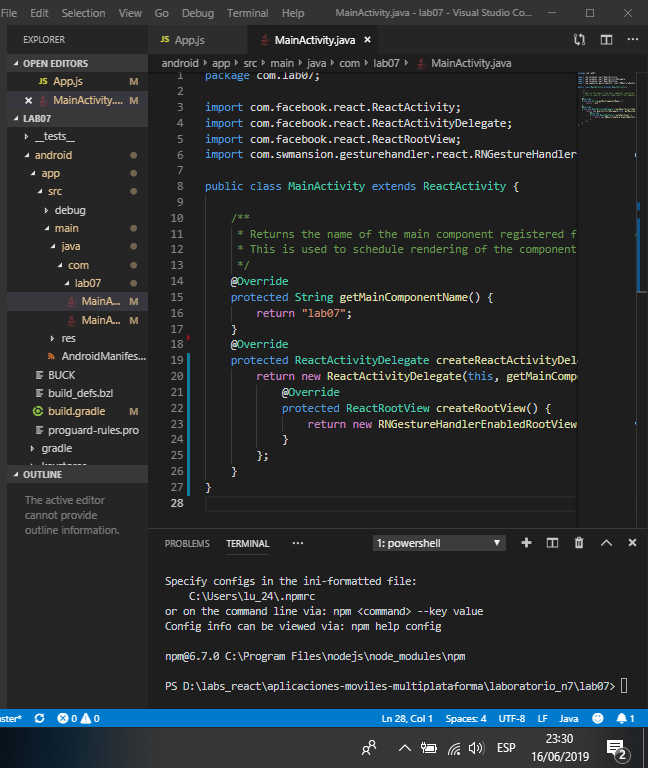 File Edit Selection View Go Debug Terminal Help MainActivity.java - lab07 - Visual Studio Co...
EXPLORER
OPEN EDITORS
JS App.js M
MainActivity.... M
LAB07
__tests__
android
app
src
debug
main
java
com
lab07
MainA... M
MainA... M
res
AndroidManifes...
BUCK
build_defs.bzl
build.gradle M
proguard-rules.pro
gradle
keystores
OUTLINE
The active editor
cannot provide
outline information.
JS App.js MainActivity.java
android app src main java com lab07 MainActivity.java
1 package com.lab07;
2
3 import com.facebook.react.ReactActivity;
4 import com.facebook.react.ReactActivityDelegate;
5 import com.facebook.react.ReactRootView;
6 import com.swmansion.gesturehandler.react.RNGestureHandler
7
8 public class MainActivity extends ReactActivity {
9
10 /**
11 * Returns the name of the main component registered f
12 * This is used to schedule rendering of the component
13 */
14 @Override
15 protected String getMainComponentName() {
16 return "lab07";
17 }
18 @Override
19 protected ReactActivityDelegate createReactActivityDel
20 return new ReactActivityDelegate(this, getMainComp
21 @Override
22 protected ReactRootView createRootView() {
23 return new RNGestureHandlerEnabledRootView
24 }
25 };
26 }
27 }
28
PROBLEMS TERMINAL ... 1: powershell
Specify configs in the ini-formatted file:
C:\Users\lu_24\.npmrc
or on the command line via: npm <command> --key value
Config info can be viewed via: npm help config
npm@6.7.0 C:\Program Files\nodejs\node_modules\npm
PS D:\labs_react\aplicaciones-moviles-multiplataforma\laboratorio_n7\lab07>
ster* 0 0 Ln 28, Col 1 Spaces: 4 UTF-8 LF Java 1
ESP 23:30
16/06/2019 2